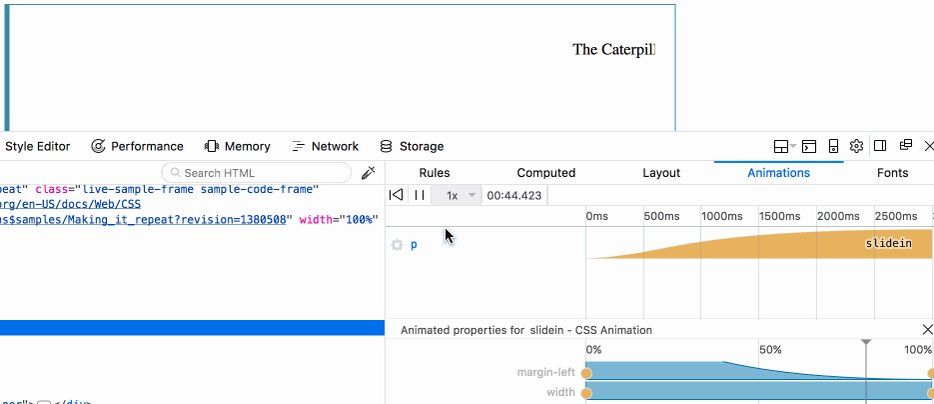 The Caterpil
Style Editor Performance Memory Network Storage
Search HTML
Rules Computed Layout Animations Fonts
peat" class="live-sample-frame sample-code-frame"
org/en-US/docs/Web/CSS
ns$samples/Making_it_repeat?revision=1380508" width="100%"
1x 00:44.423
0ms 500ms 1000ms 1500ms 2000ms 2500ms
p slidein
Animated properties for slidein - CSS Animation
0% 50% 100%
margin-left
width
</div>